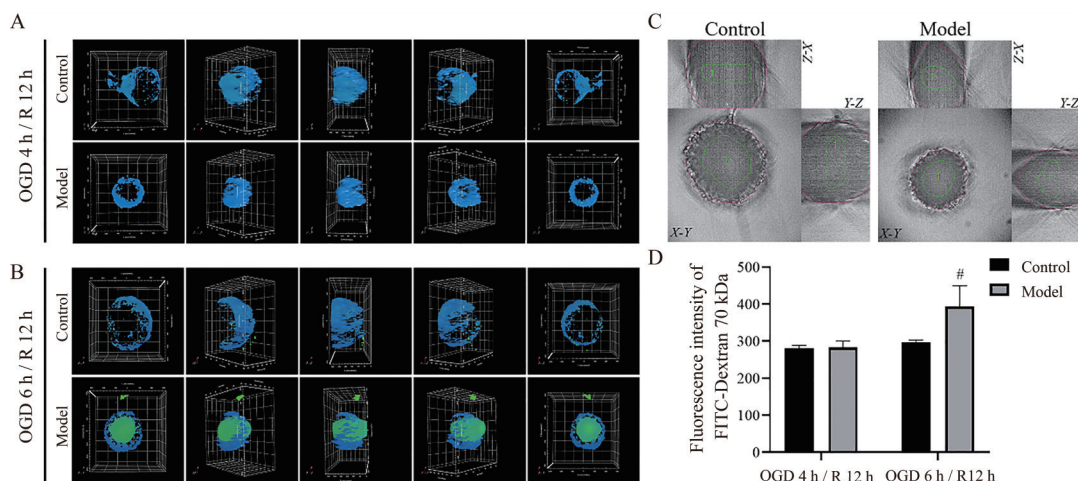 A
OGD 4 h / R 12 h
Control
Model
B
OGD 6 h / R 12 h
Control
Model
C
Control
Model
Z-X
Y-Z
X-Y
Z-X
Y-Z
X-Y
D
Fluorescence intensity of
FITC-Dextran 70 kDa
500
400
300
200
100
0
#
Control
Model
OGD 4 h / R 12 h
OGD 6 h / R12 h